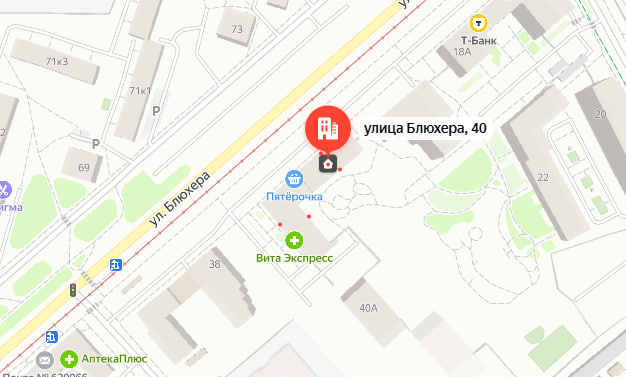 73
Т-Банк
18А
71к3
71к1
Р
улица Блюхера, 40
20
Р
69
22
Пятёрочка
ул. Блюхера
Вита Экспресс
38
40А
АптекаПлюс